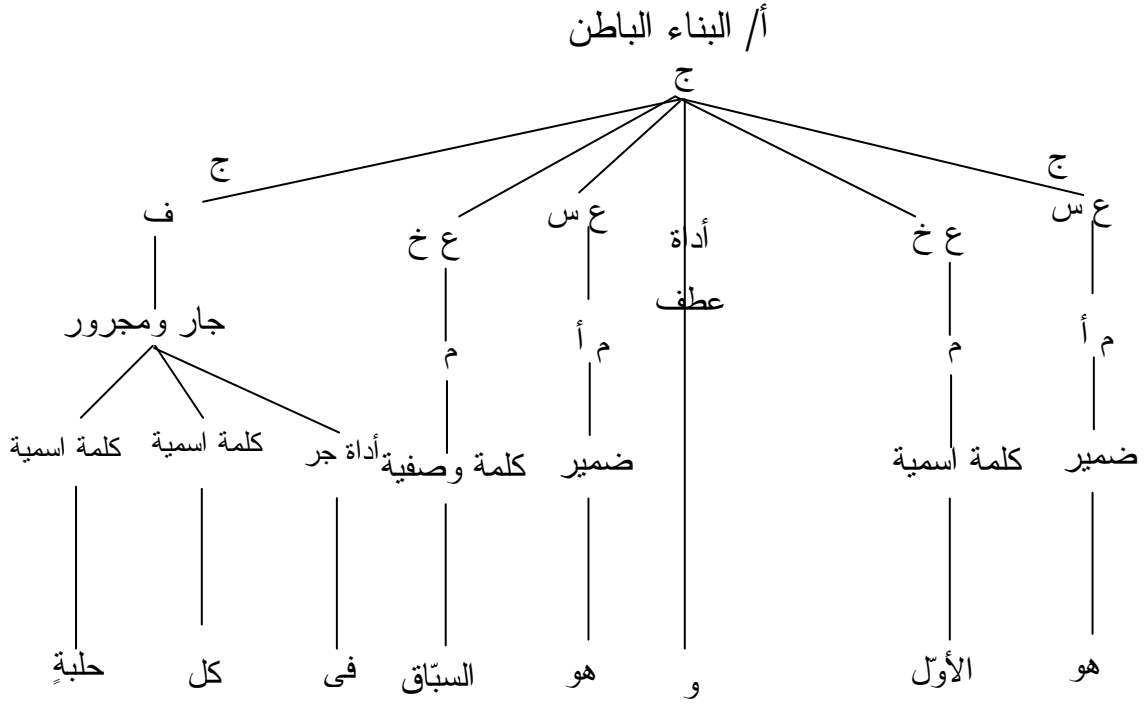 أ/ البناء الباطن
ج
ج ج
ع س ع خ أداة ع س ع خ ف
عطف
م أ م م أ م جار ومجرور
ضمير كلمة اسمية ضمير كلمة وصفية أداة جر كلمة اسمية كلمة اسمية
هو الأوّل و هو السبّاق فى كل حلبةٍ